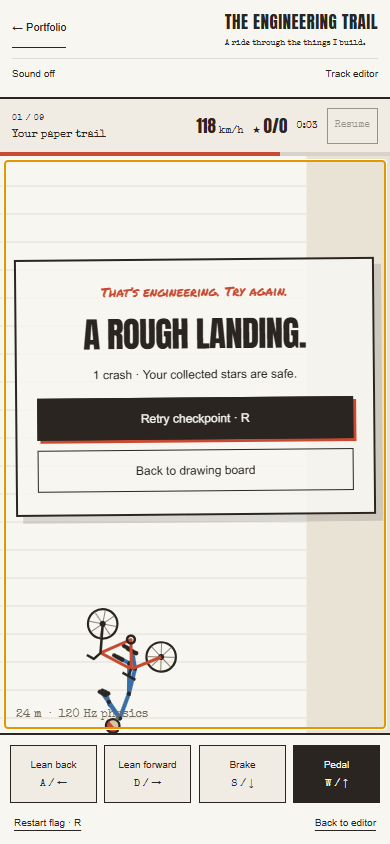 ← Portfolio
THE ENGINEERING TRAIL
A ride through the things I build.
Sound off
Track editor
01 / 09
Your paper trail
118 km/h ★ 0/0 0:03 Resume
That's engineering. Try again.
A ROUGH LANDING.
1 crash · Your collected stars are safe.
Retry checkpoint · R
Back to drawing board
24 m · 120 Hz physics
Lean back
A / ←
Lean forward
D / →
Brake
S / ↓
Pedal
W / ↑
Restart flag · R
Back to editor